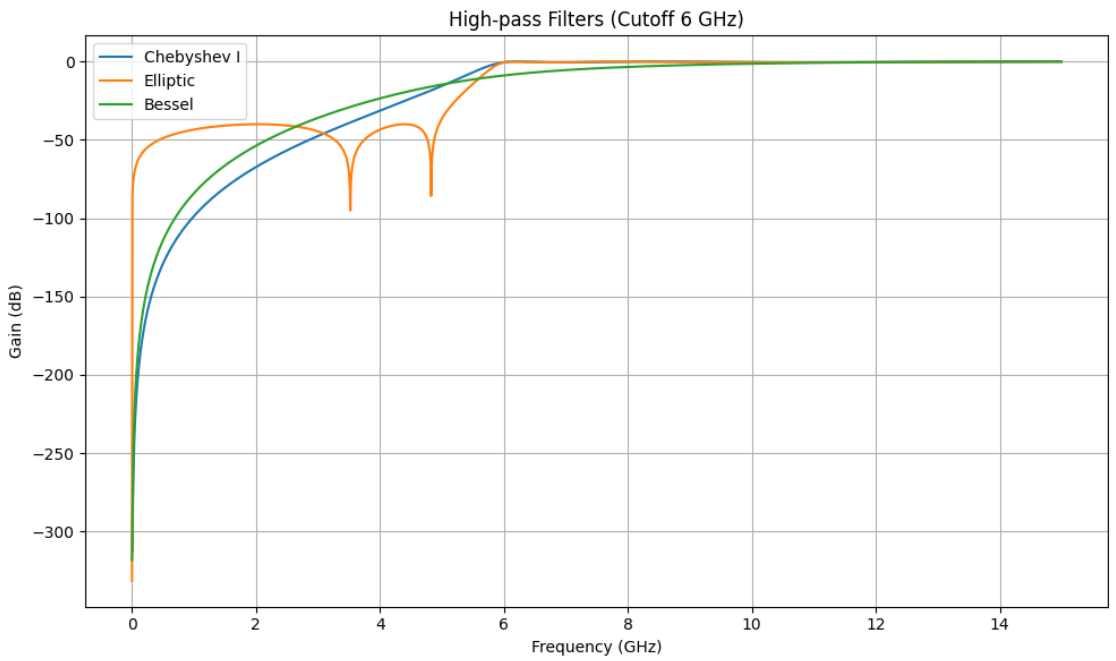 High-pass Filters (Cutoff 6 GHz)
Chebyshev I
Elliptic
Bessel
0
−50
−100
−150
−200
−250
−300
Gain (dB)
0 2 4 6 8 10 12 14
Frequency (GHz)